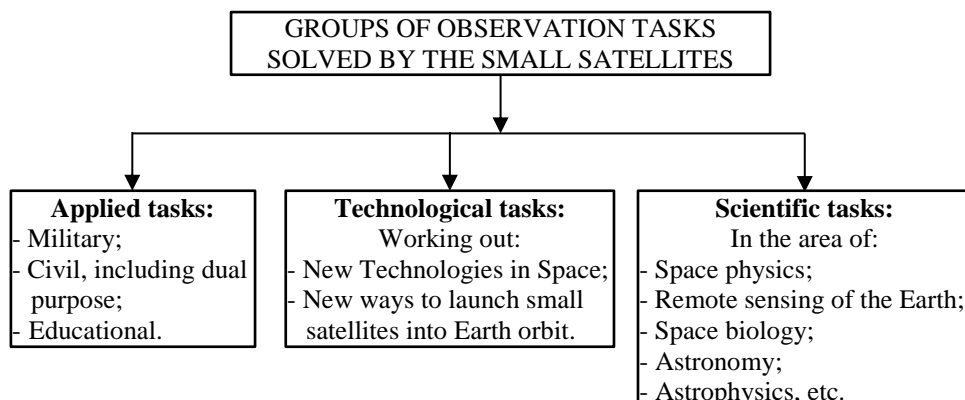 GROUPS OF OBSERVATION TASKS
SOLVED BY THE SMALL SATELLITES
Applied tasks:
- Military;
- Civil, including dual
purpose;
- Educational.
Technological tasks:
Working out:
- New Technologies in Space;
- New ways to launch small
satellites into Earth orbit.
Scientific tasks:
In the area of:
- Space physics;
- Remote sensing of the Earth;
- Space biology;
- Astronomy;
- Astrophysics, etc.